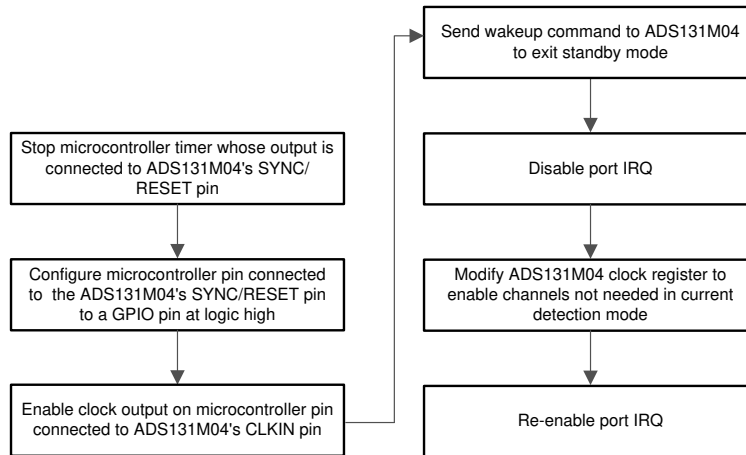 Stop microcontroller timer whose output is
connected to ADS131M04's SYNC/
RESET pin
Configure microcontroller pin connected
to the ADS131M04's SYNC/RESET pin
to a GPIO pin at logic high
Enable clock output on microcontroller pin
connected to ADS131M04's CLKIN pin
Send wakeup command to ADS131M04
to exit standby mode
Disable port IRQ
Modify ADS131M04 clock register to
enable channels not needed in current
detection mode
Re-enable port IRQ